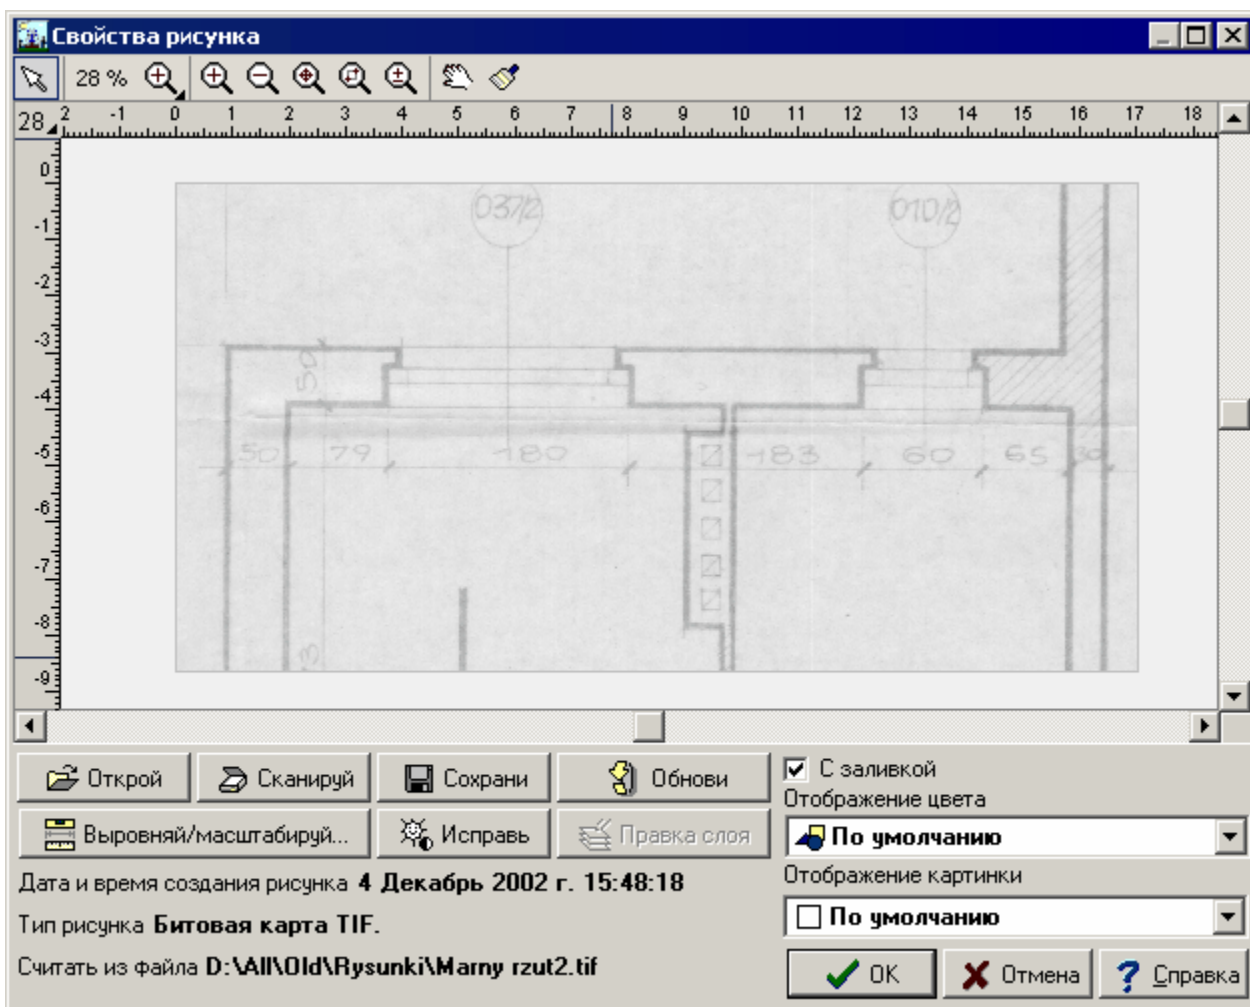 Свойства рисунка
28 %
28 2 -1 0 1 2 3 4 5 6 7 8 9 10 11 12 13 14 15 16 17 18
0
-1
-2
-3
-4
-5
-6
-7
-8
-9
037/2 010/2
50
50 79 180 183 60 65 30
3
Открой Сканируй Сохрани Обнови
Выровняй/масштабируй... Исправь Правка слоя
Дата и время создания рисунка 4 Декабрь 2002 г. 15:48:18
Тип рисунка Битовая карта TIF.
Считать из файла D:\All\Old\Rysunki\Marny rzut2.tif
С заливкой
Отображение цвета
По умолчанию
Отображение картинки
По умолчанию
OK Отмена ? Справка